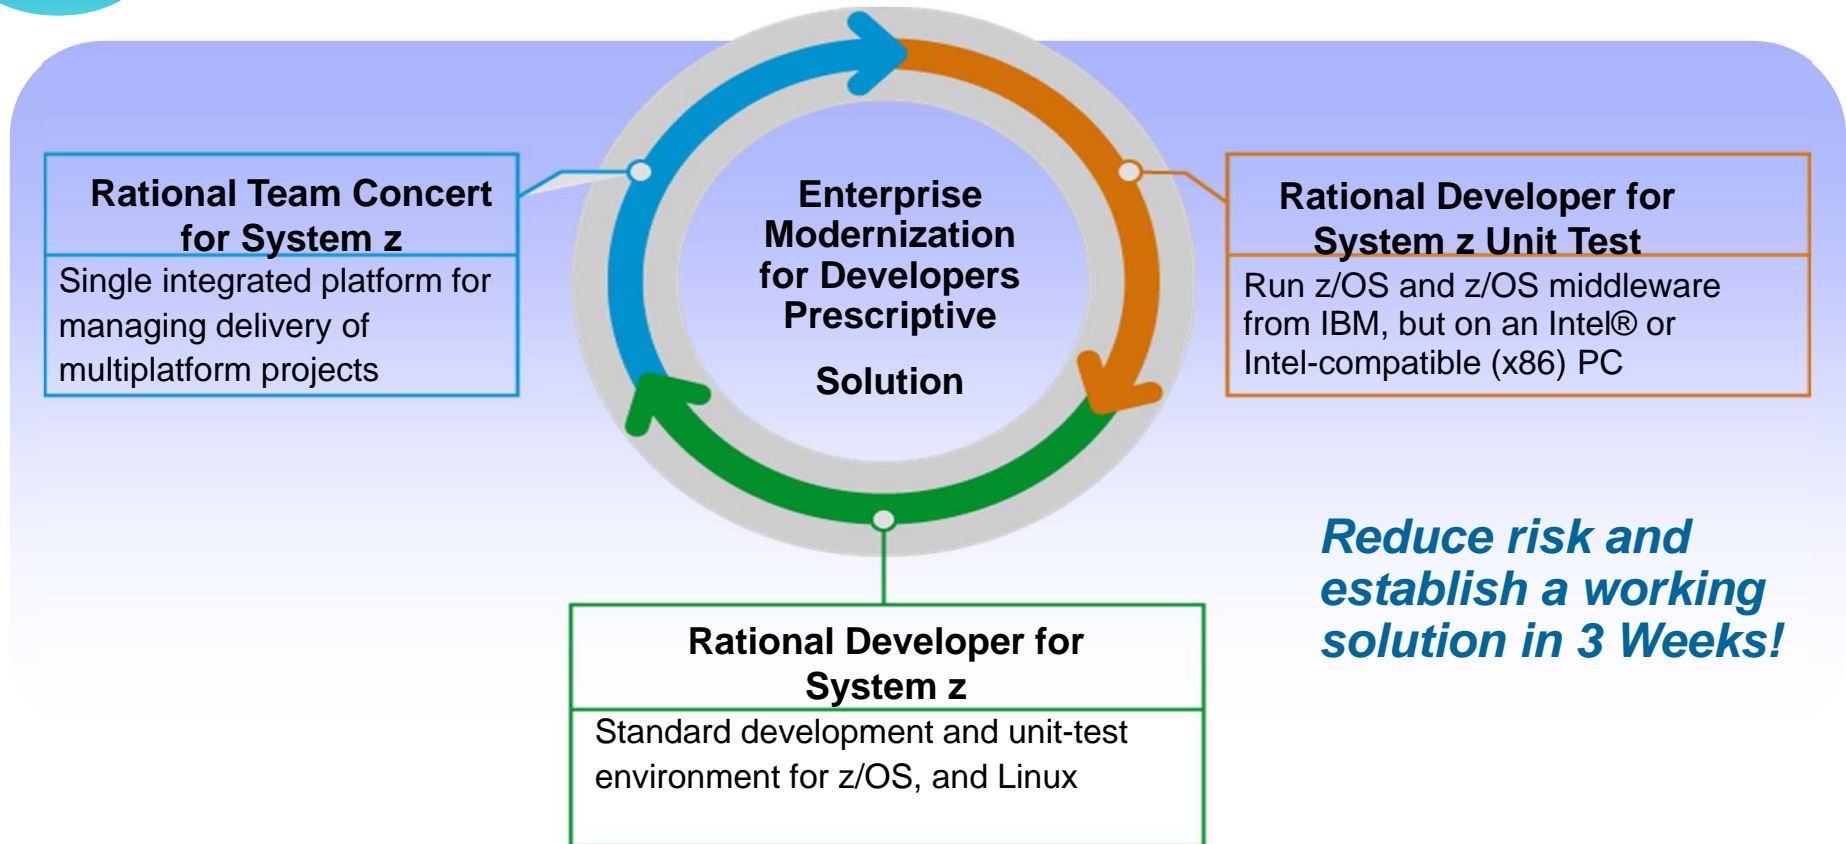 Rational Team Concert
for System z
Single integrated platform for
managing delivery of
multiplatform projects
Enterprise
Modernization
for Developers
Prescriptive
Solution
Rational Developer for
System z Unit Test
Run z/OS and z/OS middleware
from IBM, but on an Intel® or
Intel-compatible (x86) PC
Reduce risk and
establish a working
solution in 3 Weeks!
Rational Developer for
System z
Standard development and unit-test
environment for z/OS, and Linux